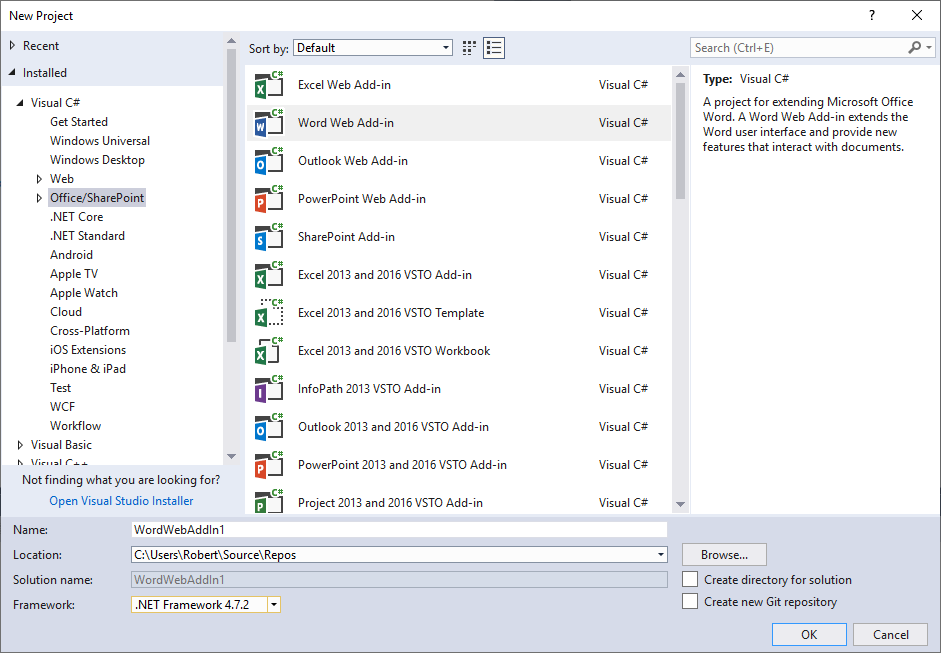 New Project
? ×
Recent
Installed
Visual C#
Get Started
Windows Universal
Windows Desktop
Web
Office/SharePoint
.NET Core
.NET Standard
Android
Apple TV
Apple Watch
Cloud
Cross-Platform
iOS Extensions
iPhone & iPad
Test
WCF
Workflow
Visual Basic
Visual C++
Not finding what you are looking for?
Open Visual Studio Installer
Sort by: Default
C# Excel Web Add-in Visual C#
C# Word Web Add-in Visual C#
C# Outlook Web Add-in Visual C#
C# PowerPoint Web Add-in Visual C#
C# SharePoint Add-in Visual C#
C# Excel 2013 and 2016 VSTO Add-in Visual C#
C# Excel 2013 and 2016 VSTO Template Visual C#
C# Excel 2013 and 2016 VSTO Workbook Visual C#
C# InfoPath 2013 VSTO Add-in Visual C#
C# Outlook 2013 and 2016 VSTO Add-in Visual C#
C# PowerPoint 2013 and 2016 VSTO Add-in Visual C#
C# Project 2013 and 2016 VSTO Add-in Visual C#
Search (Ctrl+E)
Type: Visual C#
A project for extending Microsoft Office
Word. A Word Web Add-in extends the
Word user interface and provide new
features that interact with documents.
Name: WordWebAddIn1
Location: C:\Users\Robert\Source\Repos
Browse...
Solution name: WordWebAddIn1
Create directory for solution
Framework: .NET Framework 4.7.2
Create new Git repository
OK Cancel